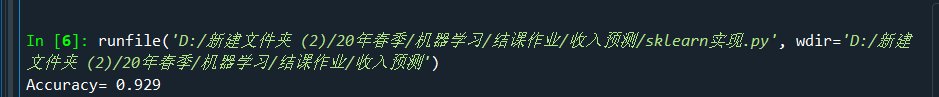 In [6]: runfile('D:/新建文件夹 (2)/20年春季/机器学习/结课作业/收入预测/sklearn实现.py', wdir='D:/新建
文件夹 (2)/20年春季/机器学习/结课作业/收入预测')
Accuracy= 0.929